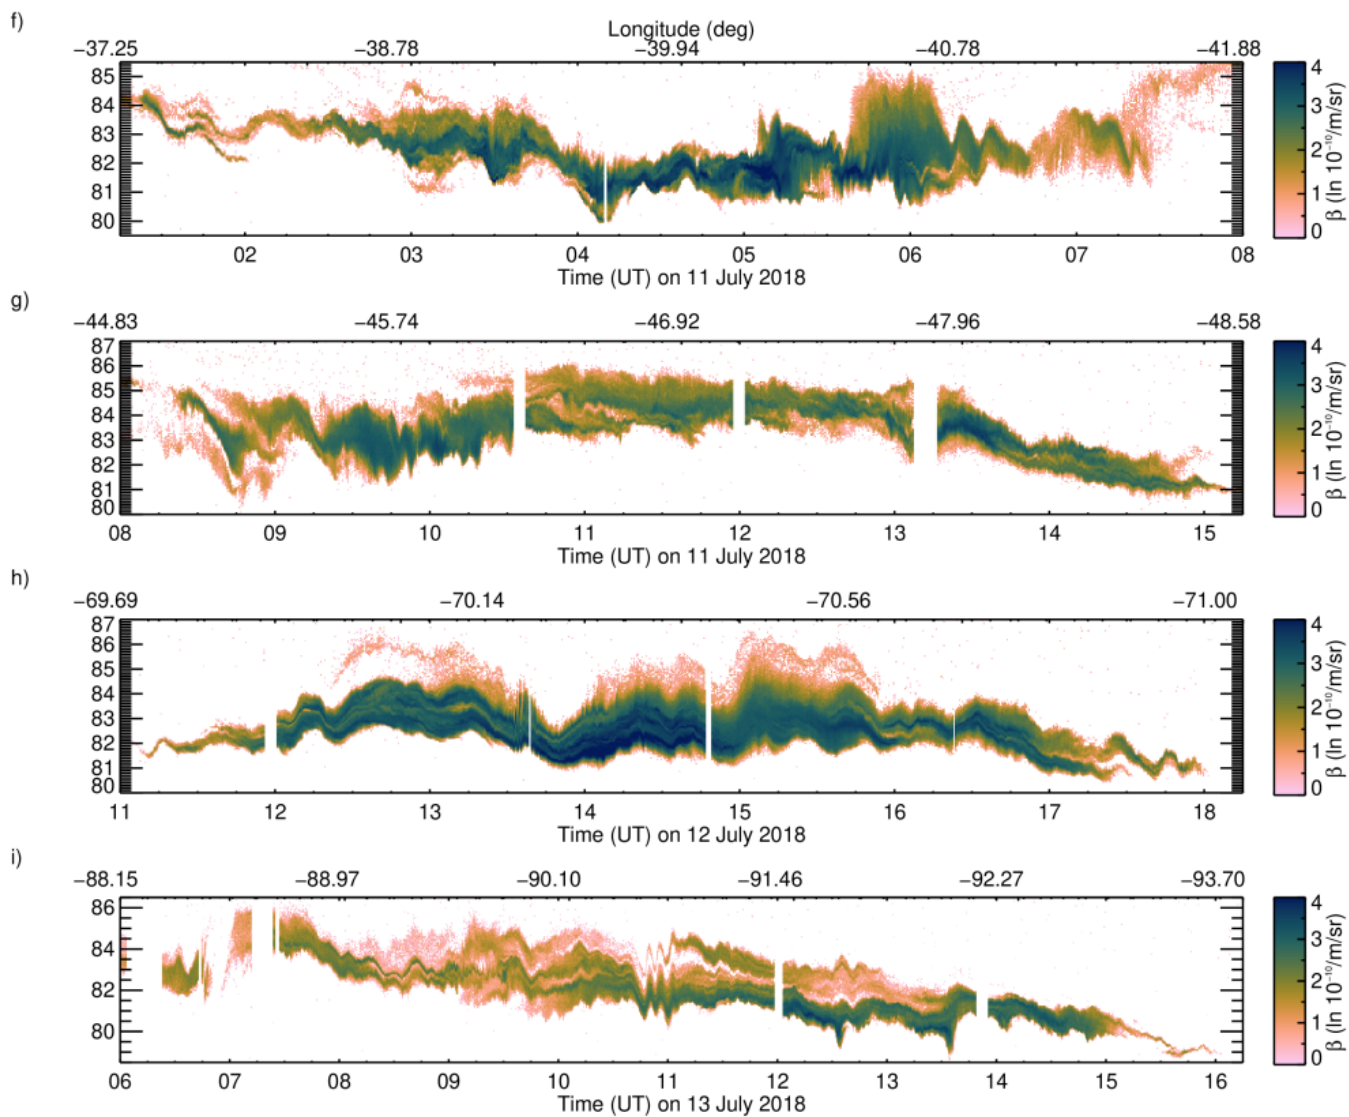 f)
Longitude (deg)
−37.25 −38.78 −39.94 −40.78 −41.88
85
84
83
82
81
80
02 03 04 05 06 07 08
Time (UT) on 11 July 2018
4
3
2
1
0
β (ln 10⁻¹⁰/m/sr)
g)
−44.83 −45.74 −46.92 −47.96 −48.58
87
86
85
84
83
82
81
80
08 09 10 11 12 13 14 15
Time (UT) on 11 July 2018
4
3
2
1
0
β (ln 10⁻¹⁰/m/sr)
h)
−69.69 −70.14 −70.56 −71.00
87
86
85
84
83
82
81
80
11 12 13 14 15 16 17 18
Time (UT) on 12 July 2018
4
3
2
1
0
β (ln 10⁻¹⁰/m/sr)
i)
−88.15 −88.97 −90.10 −91.46 −92.27 −93.70
86
84
82
80
06 07 08 09 10 11 12 13 14 15 16
Time (UT) on 13 July 2018
4
3
2
1
0
β (ln 10⁻¹⁰/m/sr)